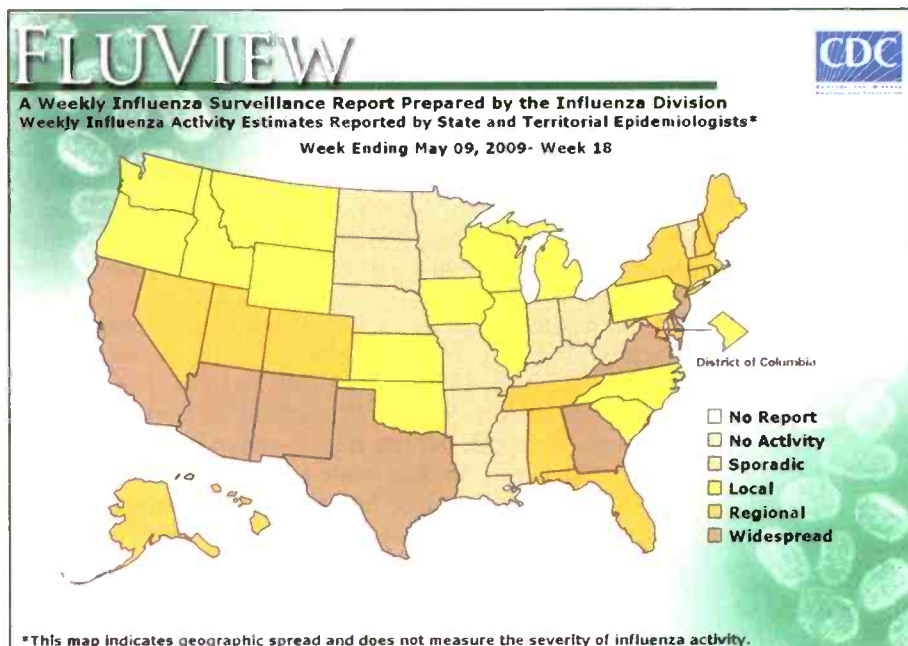 FLUVIEW
CDC
A Weekly Influenza Surveillance Report Prepared by the Influenza Division
Weekly Influenza Activity Estimates Reported by State and Territorial Epidemiologists*
Week Ending May 09, 2009- Week 18
District of Columbia
No Report
No Activity
Sporadic
Local
Regional
Widespread
*This map indicates geographic spread and does not measure the severity of influenza activity.